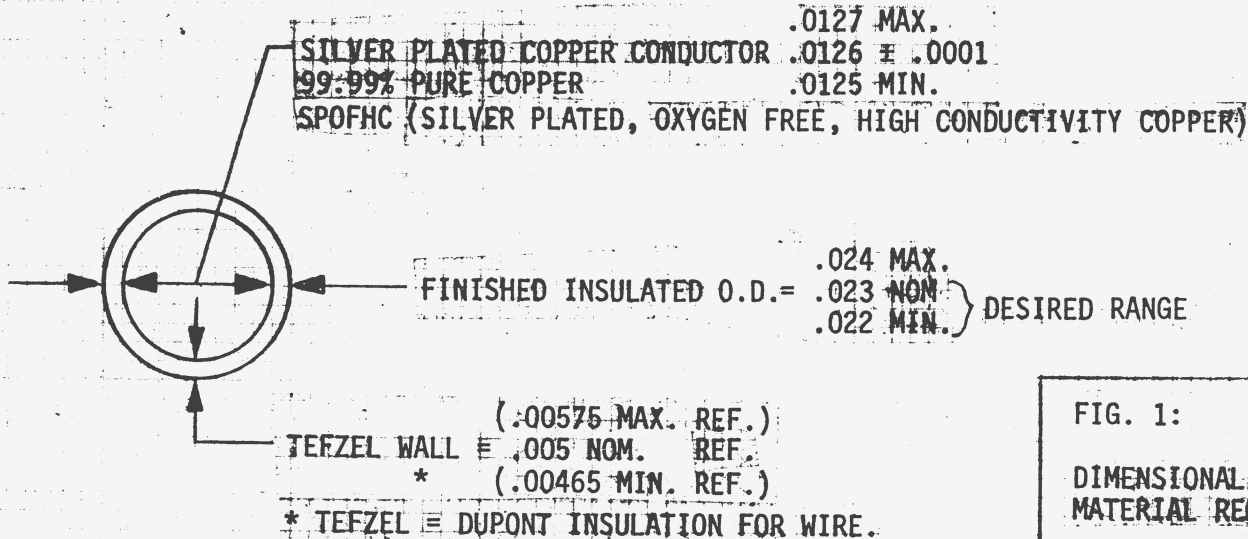 .0127 MAX.
SILVER PLATED COPPER CONDUCTOR .0126 ± .0001
99.99% PURE COPPER .0125 MIN.
SPOFHC (SILVER PLATED, OXYGEN FREE, HIGH CONDUCTIVITY COPPER)
.024 MAX.
FINISHED INSULATED O.D.= .023 NOM
.022 MIN.
DESIRED RANGE
(.00575 MAX. REF.)
TEFZEL WALL = .005 NOM. REF.
* (.00465 MIN. REF.)
* TEFZEL = DUPONT INSULATION FOR WIRE.
FIG. 1:
DIMENSIONAL
MATERIAL